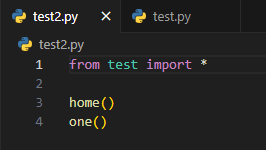 test2.py test.py
test2.py
1 from test import *
2
3 home()
4 one()